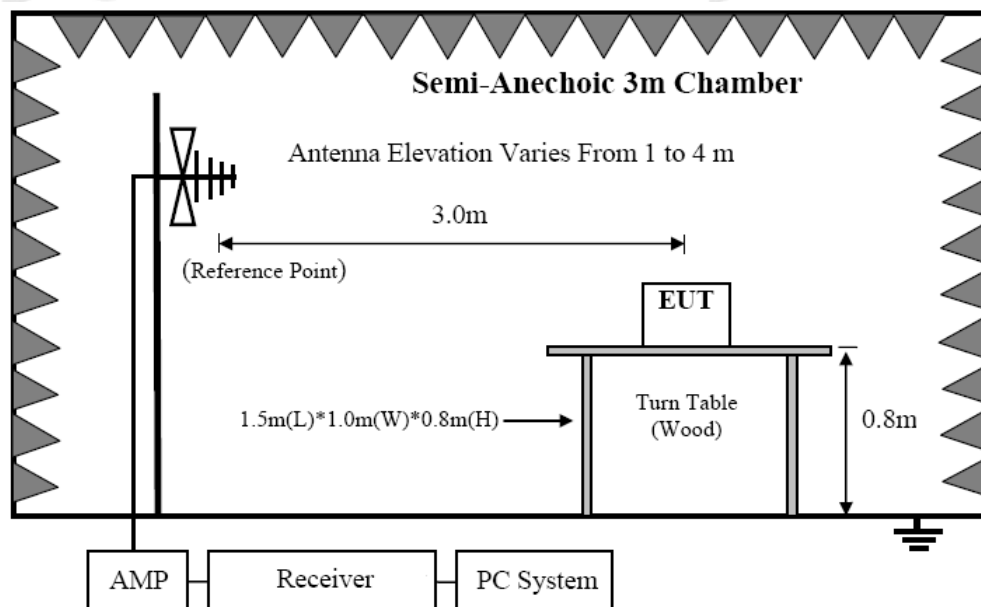 Semi-Anechoic 3m Chamber
Antenna Elevation Varies From 1 to 4 m
3.0m
(Reference Point)
EUT
1.5m(L)*1.0m(W)*0.8m(H)
Turn Table
(Wood)
0.8m
AMP
Receiver
PC System